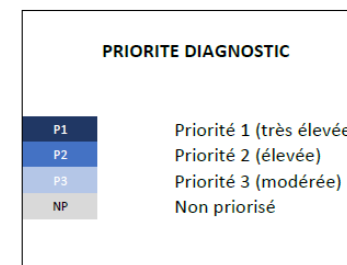 PRIORITE DIAGNOSTIC
P1 Priorité 1 (très élevée
P2 Priorité 2 (élevée)
P3 Priorité 3 (modérée)
NP Non priorisé